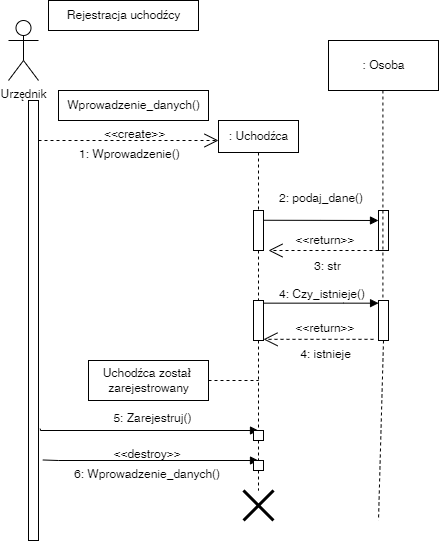 Rejestracja uchodźcy
: Osoba
Urzędnik
Wprowadzenie_danych()
<<create>>
: Uchodźca
1: Wprowadzenie()
2: podaj_dane()
<<return>>
3: str
4: Czy_istnieje()
<<return>>
4: istnieje
Uchodźca został
zarejestrowany
5: Zarejestruj()
<<destroy>>
6: Wprowadzenie_danych()